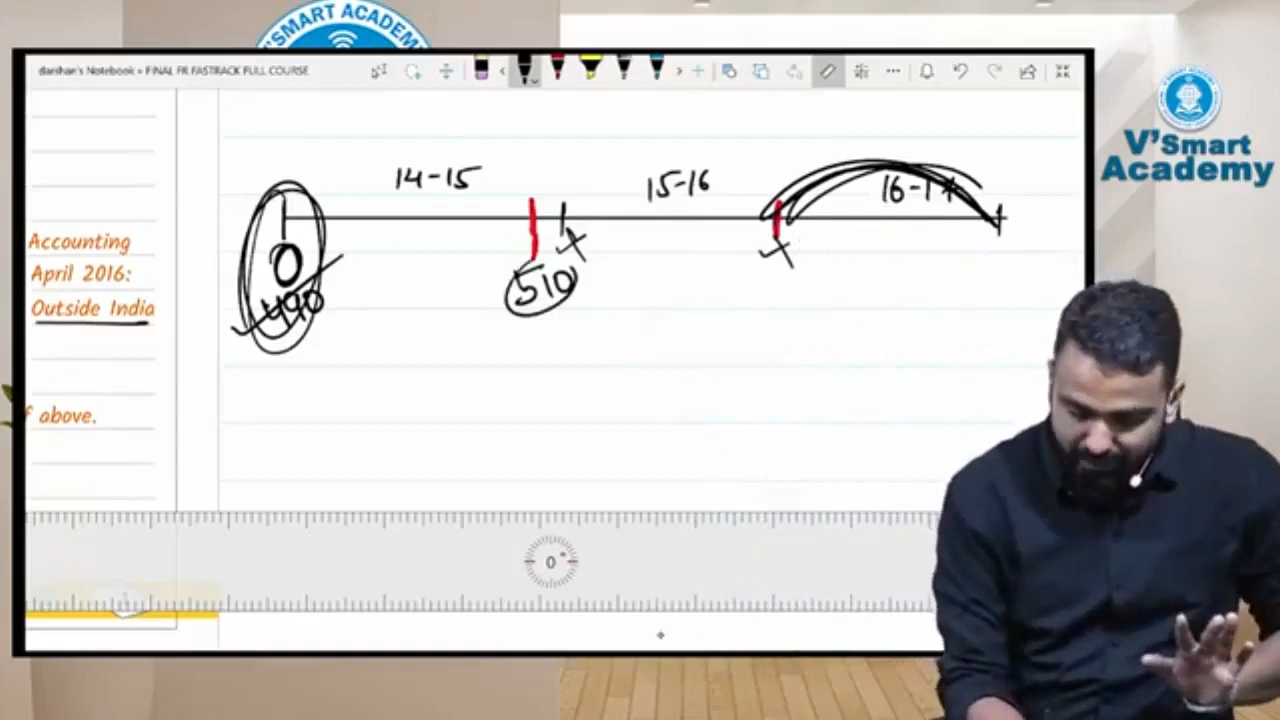 V'SMART ACADEMY
darshan's Notebook » FINAL FR FASTRACK FULL COURSE
V'Smart
Academy
14-15
15-16
16-17
Accounting
April 2016:
Outside India
0
490
510
f above.
0°